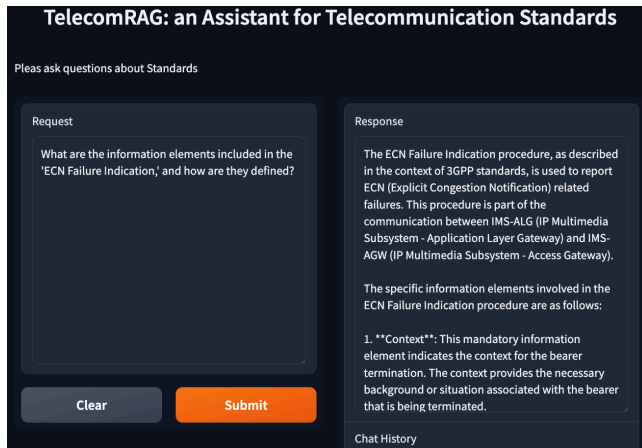 TelecomRAG: an Assistant for Telecommunication Standards
Pleas ask questions about Standards
Request
What are the information elements included in the
'ECN Failure Indication,' and how are they defined?
Clear
Submit
Response
The ECN Failure Indication procedure, as described
in the context of 3GPP standards, is used to report
ECN (Explicit Congestion Notification) related
failures. This procedure is part of the
communication between IMS-ALG (IP Multimedia
Subsystem - Application Layer Gateway) and IMS-
AGW (IP Multimedia Subsystem - Access Gateway).
The specific information elements involved in the
ECN Failure Indication procedure are as follows:
1. **Context**: This mandatory information
element indicates the context for the bearer
termination. The context provides the necessary
background or situation associated with the bearer
that is being terminated.
Chat History